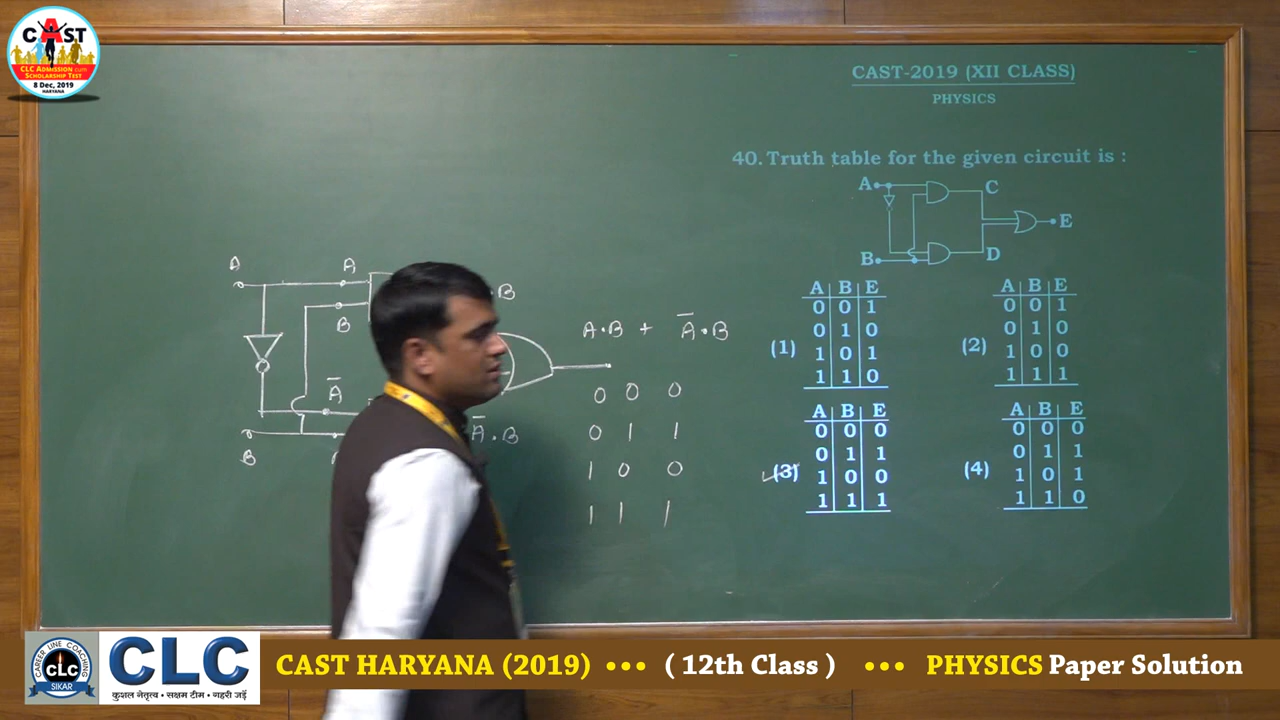 CAST
CLC ADMISSION cum
SCHOLARSHIP TEST
8 Dec, 2019
HARYANA
CAST-2019 (XII CLASS)
PHYSICS
40. Truth table for the given circuit is :
A
C
E
B
D
(1)
A B E
0 0 1
0 1 0
1 0 1
1 1 0
(2)
A B E
0 0 1
0 1 0
1 0 0
1 1 1
(3)
A B E
0 0 0
0 1 1
1 0 0
1 1 1
(4)
A B E
0 0 0
0 1 1
1 0 1
1 1 0
A
A
B
A̅
B
·B
A̅·B
A·B + A̅·B
0 0 0
0 1 1
1 0 0
1 1 1
CAREER LINE COACHING
CLC
SIKAR
CLC
कुशल नेतृत्व • सक्षम टीम • गहरी जड़ें
CAST HARYANA (2019) ••• ( 12th Class ) ••• PHYSICS Paper Solution